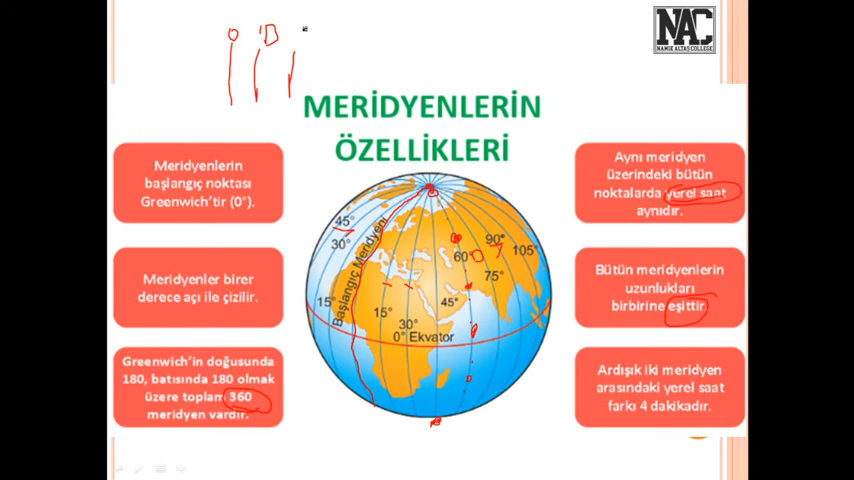 0 1D
NAC
NAMIK ALTAŞ COLLEGE
MERİDYENLERİN
ÖZELLİKLERİ
Meridyenlerin
başlangıç noktası
Greenwich'tir (0°).
Meridyenler birer
derece açı ile çizilir.
Greenwich'in doğusunda
180, batısında 180 olmak
üzere toplam 360
meridyen vardır.
45°
30°
15°
Başlangıç Meridyeni
15°
30°
0° Ekvator
45°
60°
75°
90°
105°
Aynı meridyen
üzerindeki bütün
noktalarda yerel saat
aynıdır.
Bütün meridyenlerin
uzunlukları
birbirine eşittir
Ardışık iki meridyen
arasındaki yerel saat
farkı 4 dakikadır.